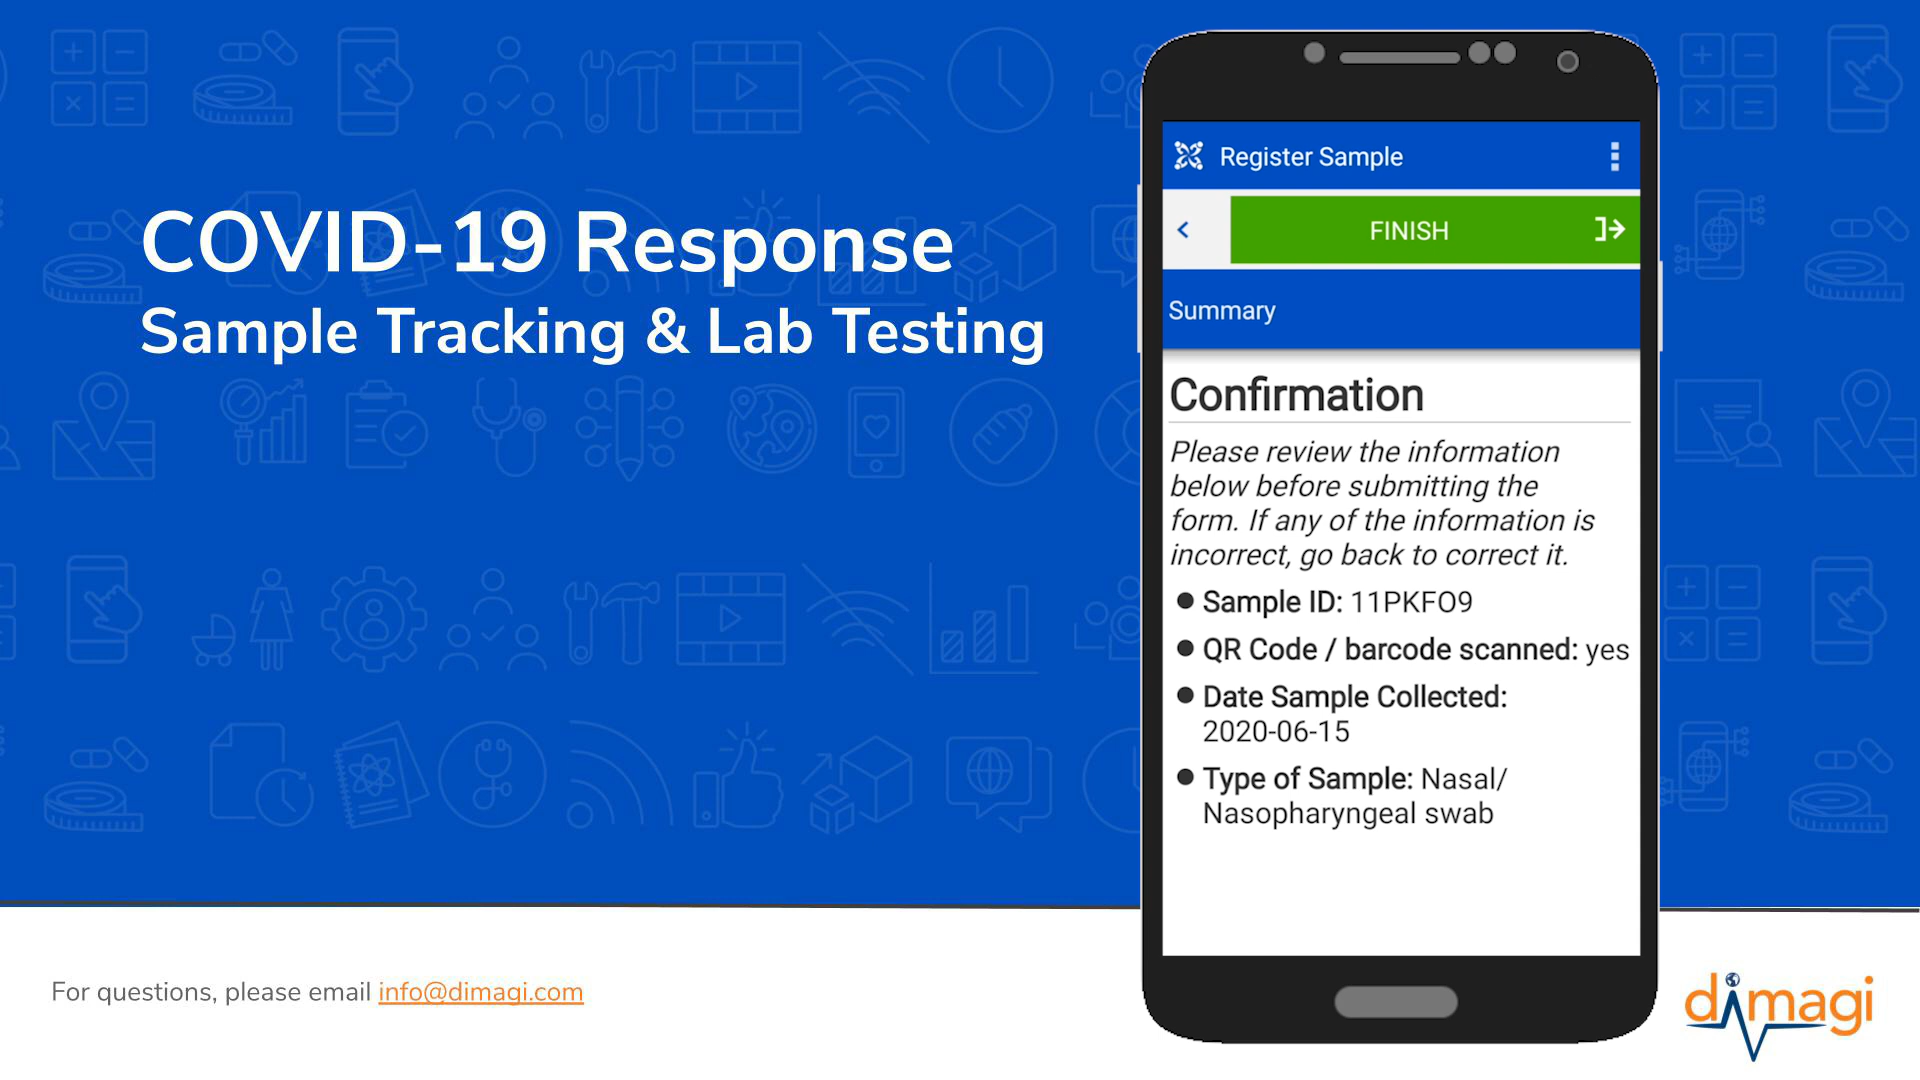 COVID-19 Response
Sample Tracking & Lab Testing
Register Sample
FINISH
Summary
Confirmation
Please review the information
below before submitting the
form. If any of the information is
incorrect, go back to correct it.
Sample ID: 11PKFO9
QR Code / barcode scanned: yes
Date Sample Collected:
2020-06-15
Type of Sample: Nasal/
Nasopharyngeal swab
For questions, please email info@dimagi.com
dimagi